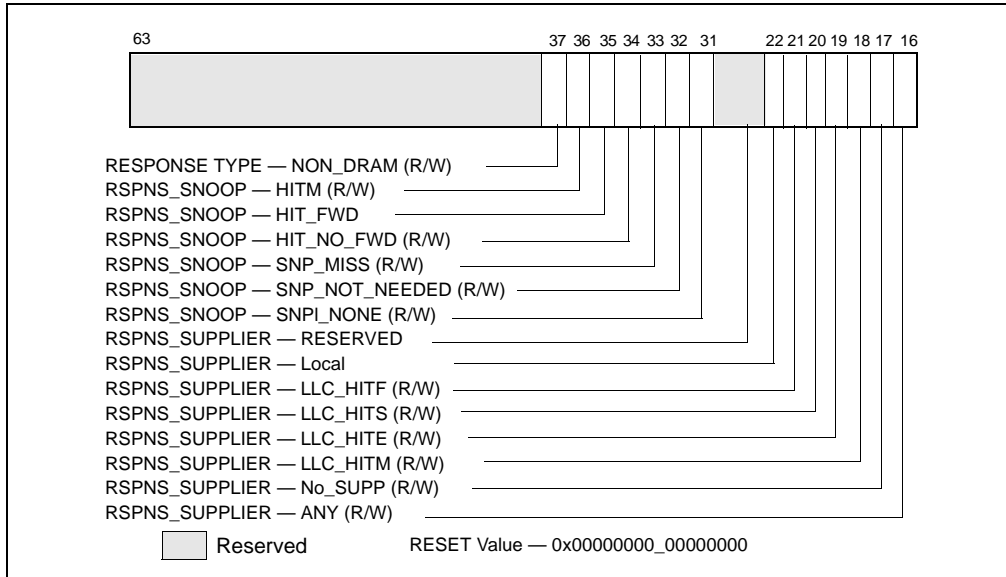 63 37 36 35 34 33 32 31 22 21 20 19 18 17 16
RESPONSE TYPE — NON_DRAM (R/W)
RSPNS_SNOOP — HITM (R/W)
RSPNS_SNOOP — HIT_FWD
RSPNS_SNOOP — HIT_NO_FWD (R/W)
RSPNS_SNOOP — SNP_MISS (R/W)
RSPNS_SNOOP — SNP_NOT_NEEDED (R/W)
RSPNS_SNOOP — SNPI_NONE (R/W)
RSPNS_SUPPLIER — RESERVED
RSPNS_SUPPLIER — Local
RSPNS_SUPPLIER — LLC_HITF (R/W)
RSPNS_SUPPLIER — LLC_HITS (R/W)
RSPNS_SUPPLIER — LLC_HITE (R/W)
RSPNS_SUPPLIER — LLC_HITM (R/W)
RSPNS_SUPPLIER — No_SUPP (R/W)
RSPNS_SUPPLIER — ANY (R/W)
Reserved RESET Value — 0x00000000_00000000